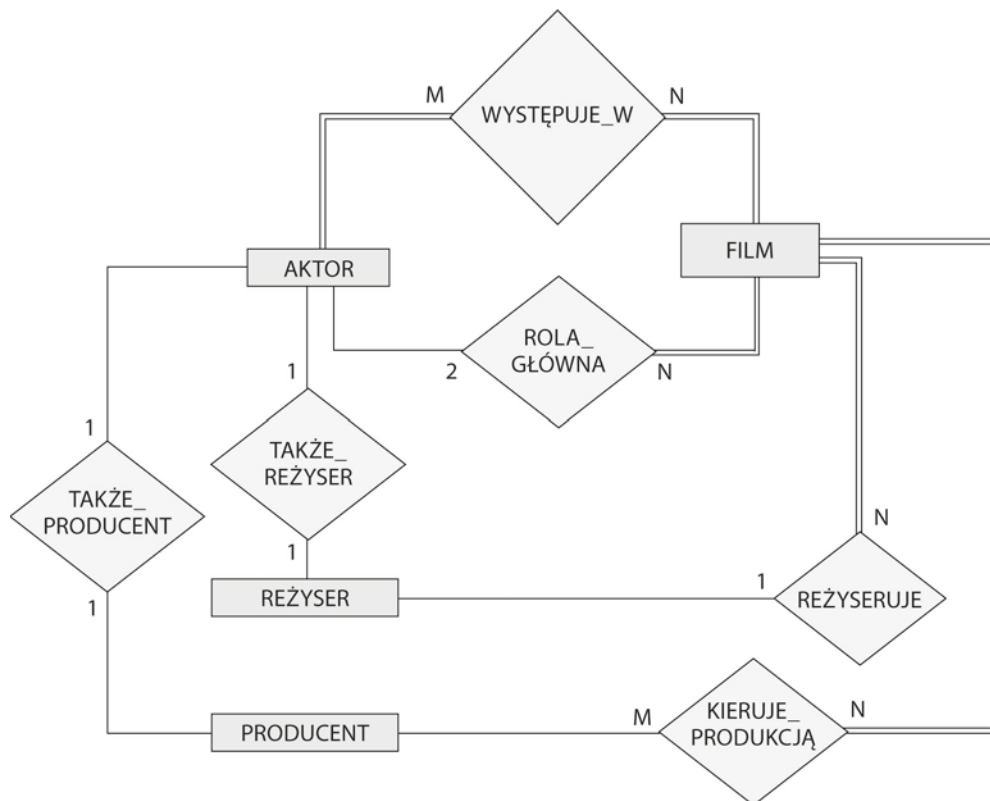 M
N
WYSTĘPUJE_W
FILM
AKTOR
ROLA_
GŁÓWNA
2
N
1
1
TAKŻE_
REŻYSER
TAKŻE_
PRODUCENT
N
1
1
1
REŻYSER
REŻYSERUJE
PRODUCENT
M
KIERUJE_
PRODUKCJĄ
N